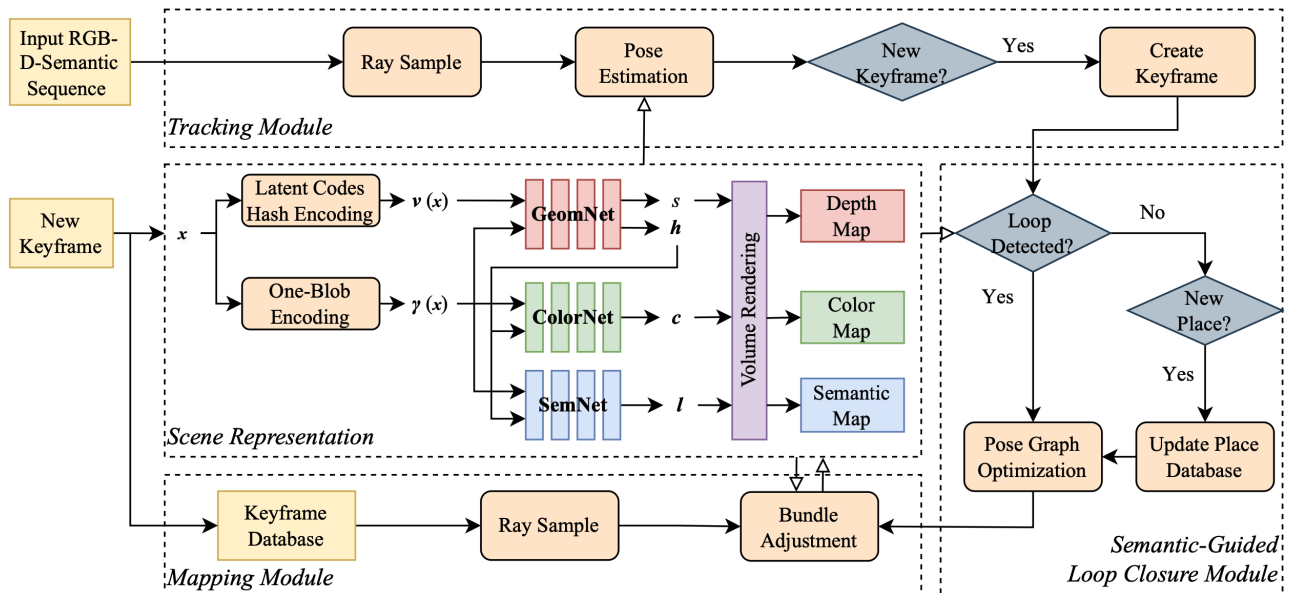 Input RGB-
D-Semantic
Sequence
Ray Sample
Pose
Estimation
New
Keyframe?
Yes
Create
Keyframe
Tracking Module
New
Keyframe
x
Latent Codes
Hash Encoding
v (x)
One-Blob
Encoding
γ (x)
GeomNet
s
h
ColorNet
c
SemNet
l
Volume Rendering
Depth
Map
Color
Map
Semantic
Map
Scene Representation
Loop
Detected?
No
Yes
New
Place?
Yes
Pose Graph
Optimization
Update Place
Database
Semantic-Guided
Loop Closure Module
Keyframe
Database
Ray Sample
Bundle
Adjustment
Mapping Module